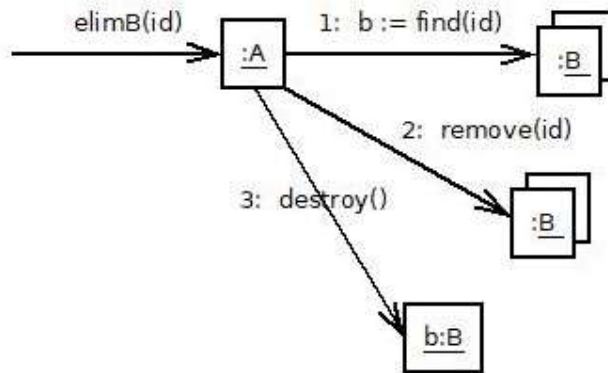 elimB(id)
1: b := find(id)
:A
:B
2: remove(id)
3: destroy()
:B
b:B